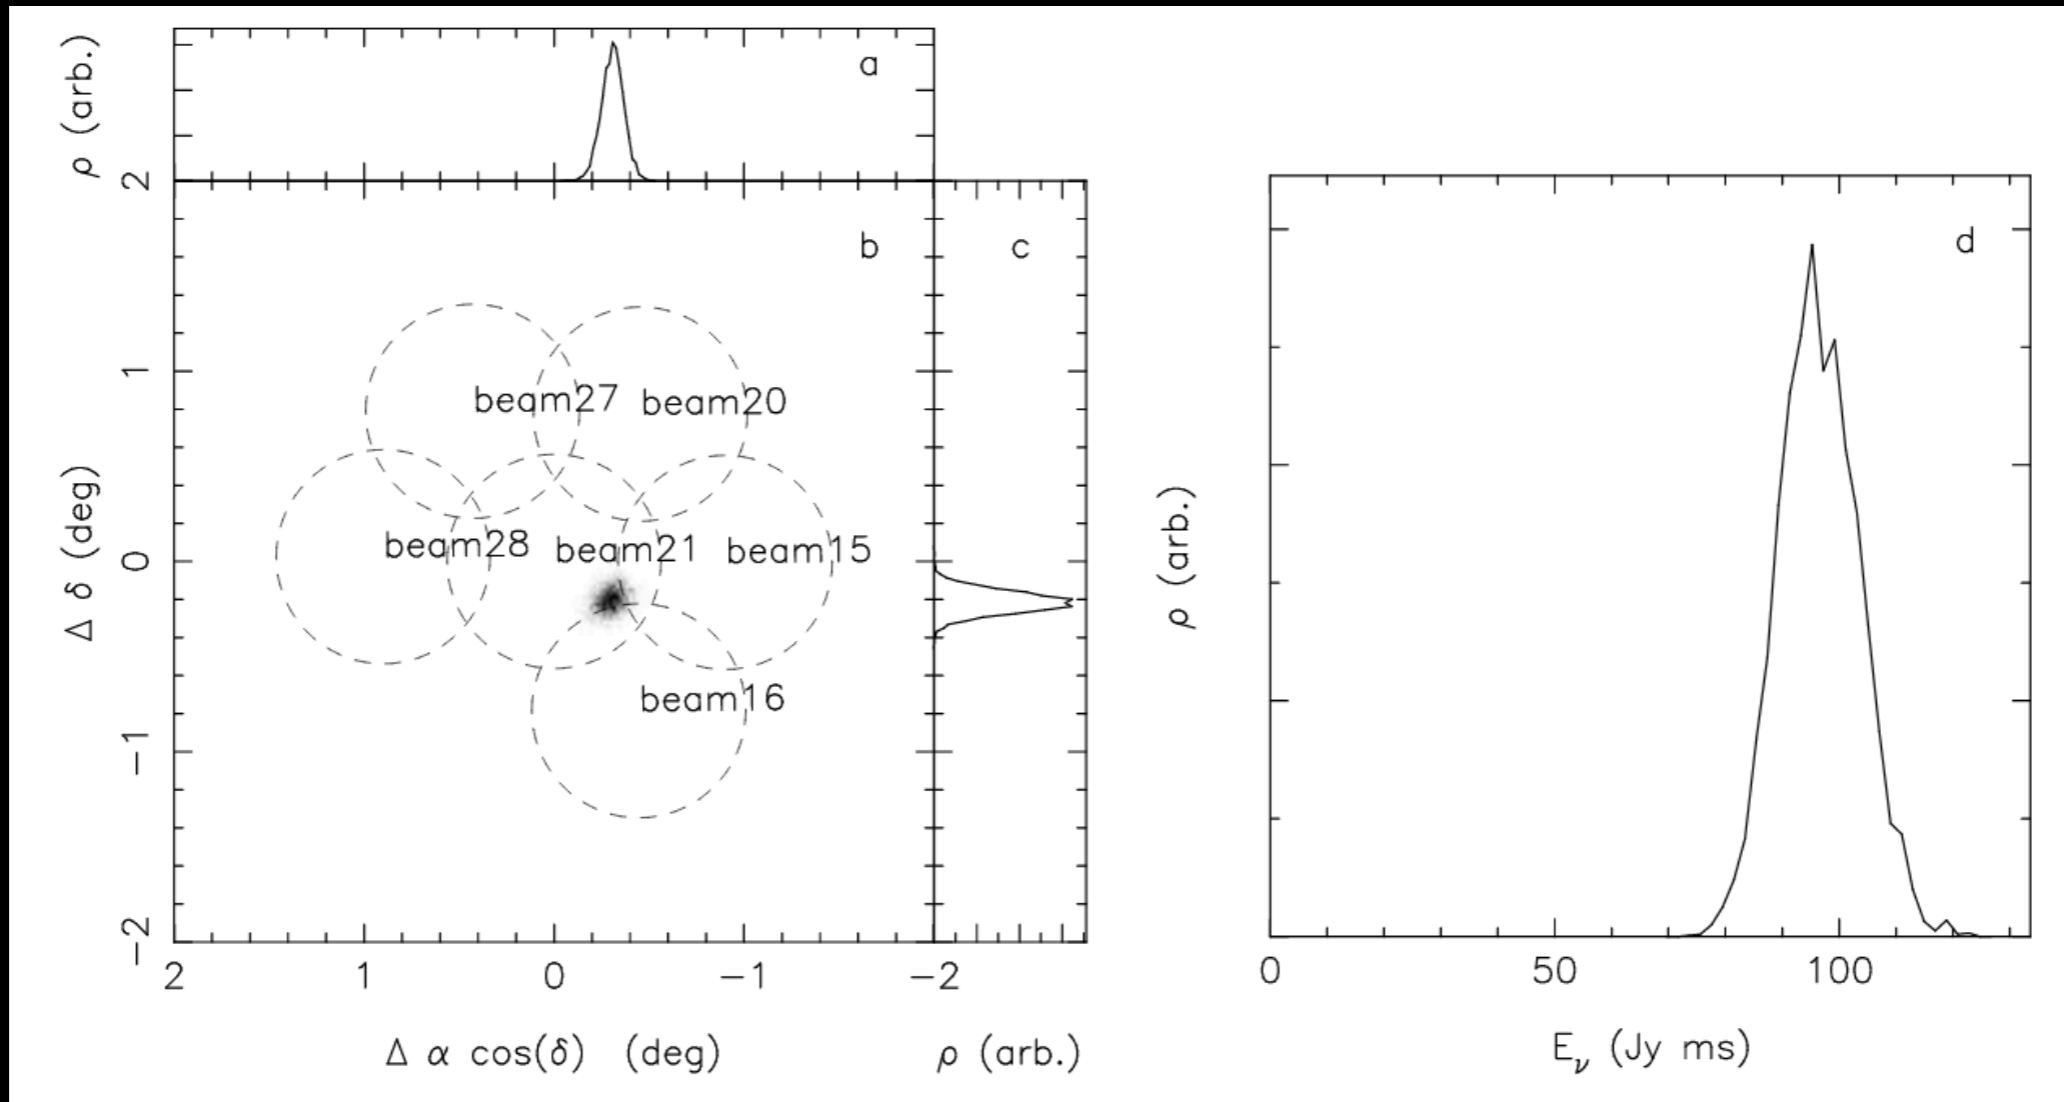 ρ (arb.)
a
2
b
c
d
beam27
beam20
1
Δ δ (deg)
beam28
beam21
beam15
0
ρ (arb.)
beam16
−1
−2
2
1
0
−1
−2
0
50
100
Δ α cos(δ) (deg)
ρ (arb.)
E_ν (Jy ms)